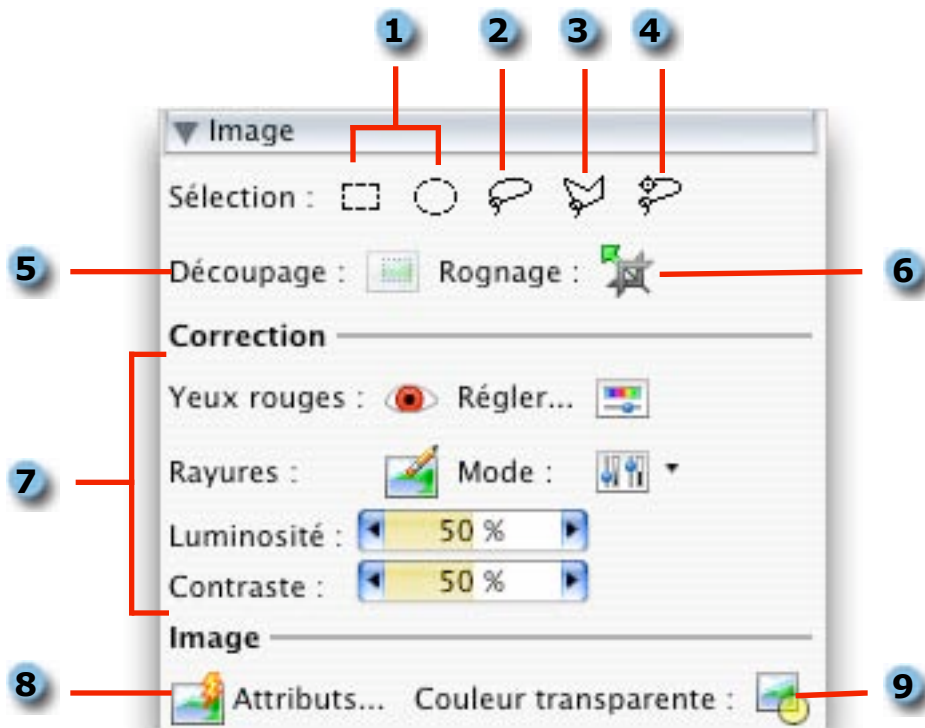 1 2 3 4
Image
Sélection :
5 Découpage : Rognage : 6
Correction
Yeux rouges : Régler...
7
Rayures : Mode :
Luminosité : 50 %
Contraste : 50 %
Image
8 Attributs... Couleur transparente : 9